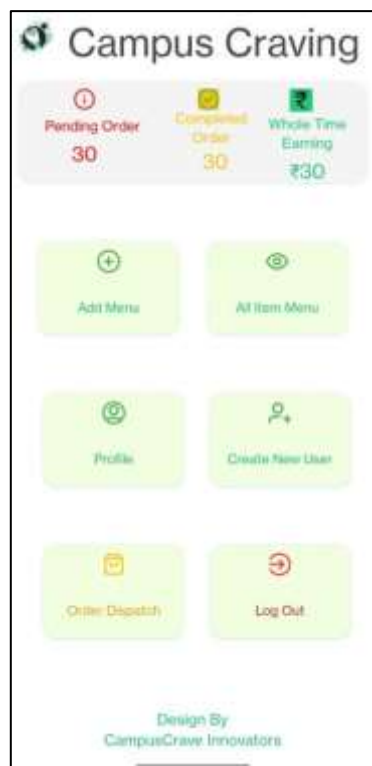 Campus Craving
Pending Order
30
Completed
Order
30
Whole Time
Earning
₹30
Add Menu
All Item Menu
Profile
Create New User
Order Dispatch
Log Out
Design By
CampusCrave Innovators